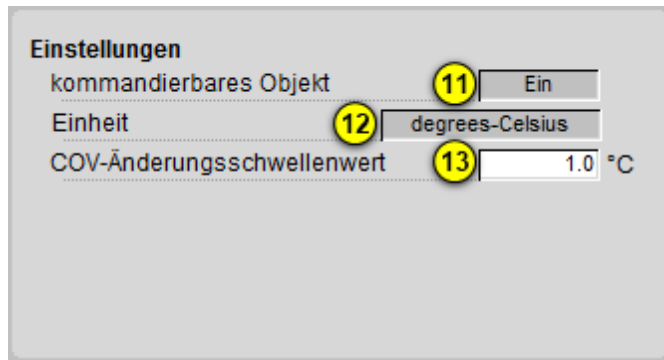 Einstellungen
kommandierbares Objekt 11 Ein
Einheit 12 degrees-Celsius
COV-Änderungsschwellenwert 13 1.0 °C